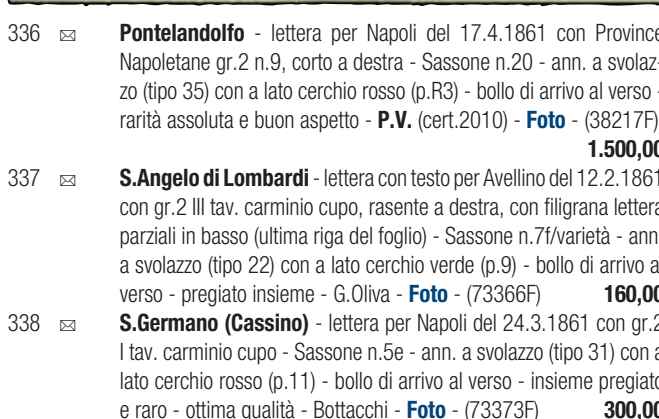 336 ✉ Pontelandolfo - lettera per Napoli del 17.4.1861 con Province
Napoletane gr.2 n.9, corto a destra - Sassone n.20 - ann. a svolaz-
zo (tipo 35) con a lato cerchio rosso (p.R3) - bollo di arrivo al verso -
rarità assoluta e buon aspetto - P.V. (cert.2010) - Foto - (38217F)
1.500,00
337 ✉ S.Angelo di Lombardi - lettera con testo per Avellino del 12.2.1861
con gr.2 III tav. carminio cupo, rasente a destra, con filigrana lettera
parziali in basso (ultima riga del foglio) - Sassone n.7f/varietà - ann.
a svolazzo (tipo 22) con a lato cerchio verde (p.9) - bollo di arrivo al
verso - pregiato insieme - G.Oliva - Foto - (73366F) 160,00
338 ✉ S.Germano (Cassino) - lettera per Napoli del 24.3.1861 con gr.2
I tav. carminio cupo - Sassone n.5e - ann. a svolazzo (tipo 31) con a
lato cerchio rosso (p.11) - bollo di arrivo al verso - insieme pregiato
e raro - ottima qualità - Bottacchi - Foto - (73373F) 300,00